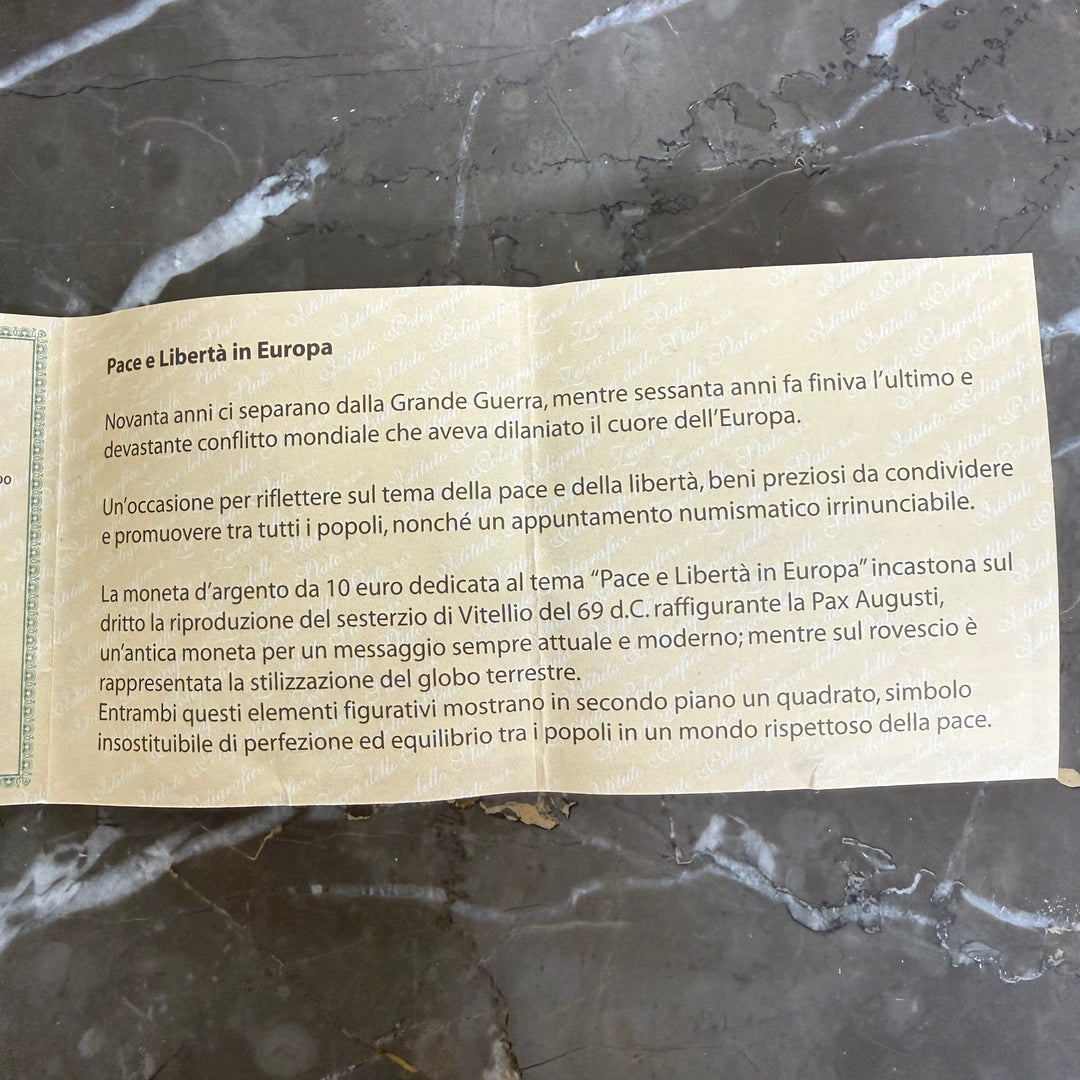 Pace e Libertà in Europa
Novanta anni ci separano dalla Grande Guerra, mentre sessanta anni fa finiva l'ultimo e
devastante conflitto mondiale che aveva dilaniato il cuore dell'Europa.
Un'occasione per riflettere sul tema della pace e della libertà, beni preziosi da condividere
e promuovere tra tutti i popoli, nonché un appuntamento numismatico irrinunciabile.
La moneta d'argento da 10 euro dedicata al tema "Pace e Libertà in Europa" incastona sul
dritto la riproduzione del sesterzio di Vitellio del 69 d.C. raffigurante la Pax Augusti,
un'antica moneta per un messaggio sempre attuale e moderno; mentre sul rovescio è
rappresentata la stilizzazione del globo terrestre.
Entrambi questi elementi figurativi mostrano in secondo piano un quadrato, simbolo
insostituibile di perfezione ed equilibrio tra i popoli in un mondo rispettoso della pace.